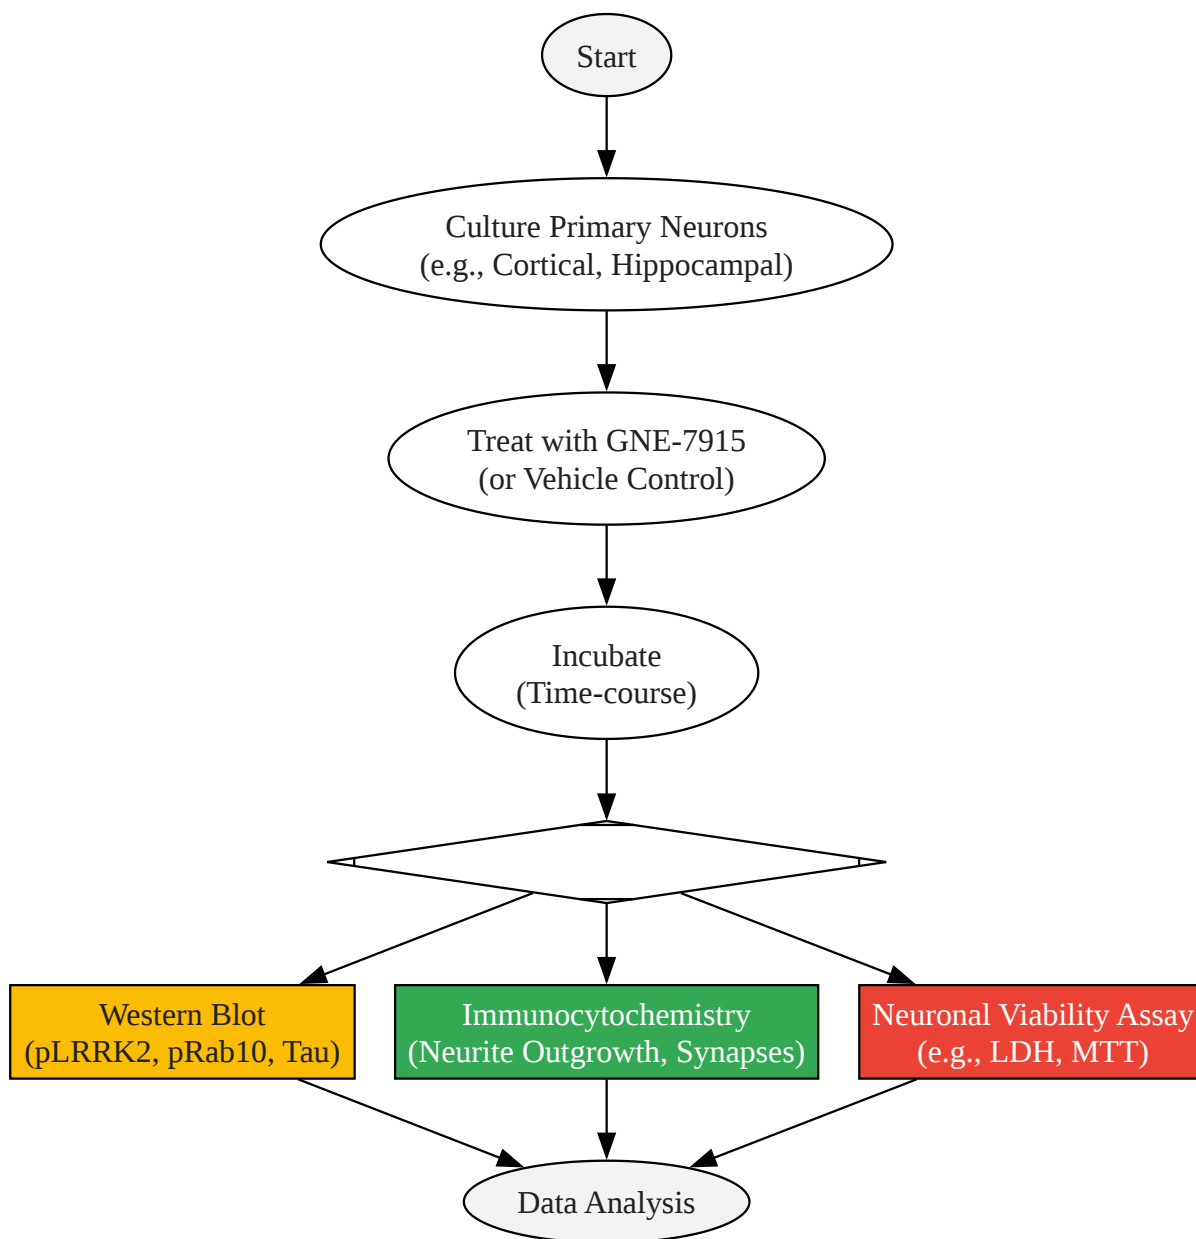 Start
Culture Primary Neurons
(e.g., Cortical, Hippocampal)
Treat with GNE-7915
(or Vehicle Control)
Incubate
(Time-course)
Western Blot
(pLRRK2, pRab10, Tau)
Immunocytochemistry
(Neurite Outgrowth, Synapses)
Neuronal Viability Assay
(e.g., LDH, MTT)
Data Analysis